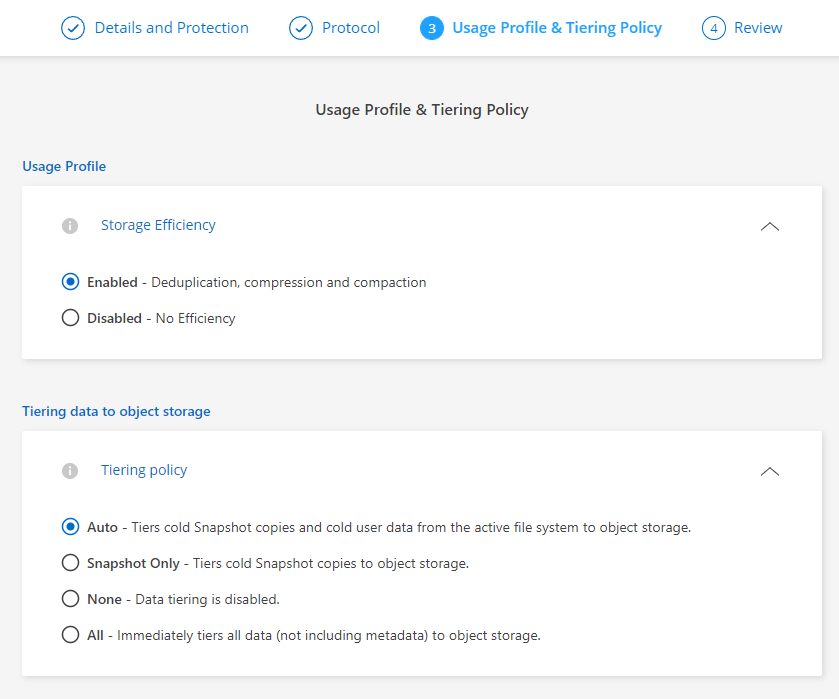 Details and Protection Protocol 3 Usage Profile & Tiering Policy 4 Review
Usage Profile & Tiering Policy
Usage Profile
i Storage Efficiency
Enabled - Deduplication, compression and compaction
Disabled - No Efficiency
Tiering data to object storage
i Tiering policy
Auto - Tiers cold Snapshot copies and cold user data from the active file system to object storage.
Snapshot Only - Tiers cold Snapshot copies to object storage.
None - Data tiering is disabled.
All - Immediately tiers all data (not including metadata) to object storage.